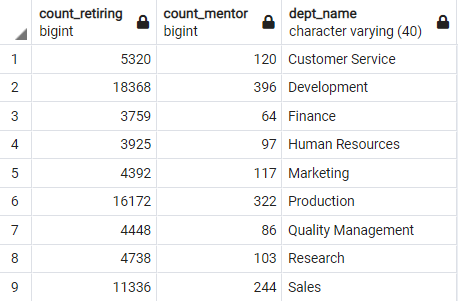 count_retiring count_mentor dept_name
bigint bigint character varying (40)
1 5320 120 Customer Service
2 18368 396 Development
3 3759 64 Finance
4 3925 97 Human Resources
5 4392 117 Marketing
6 16172 322 Production
7 4448 86 Quality Management
8 4738 103 Research
9 11336 244 Sales